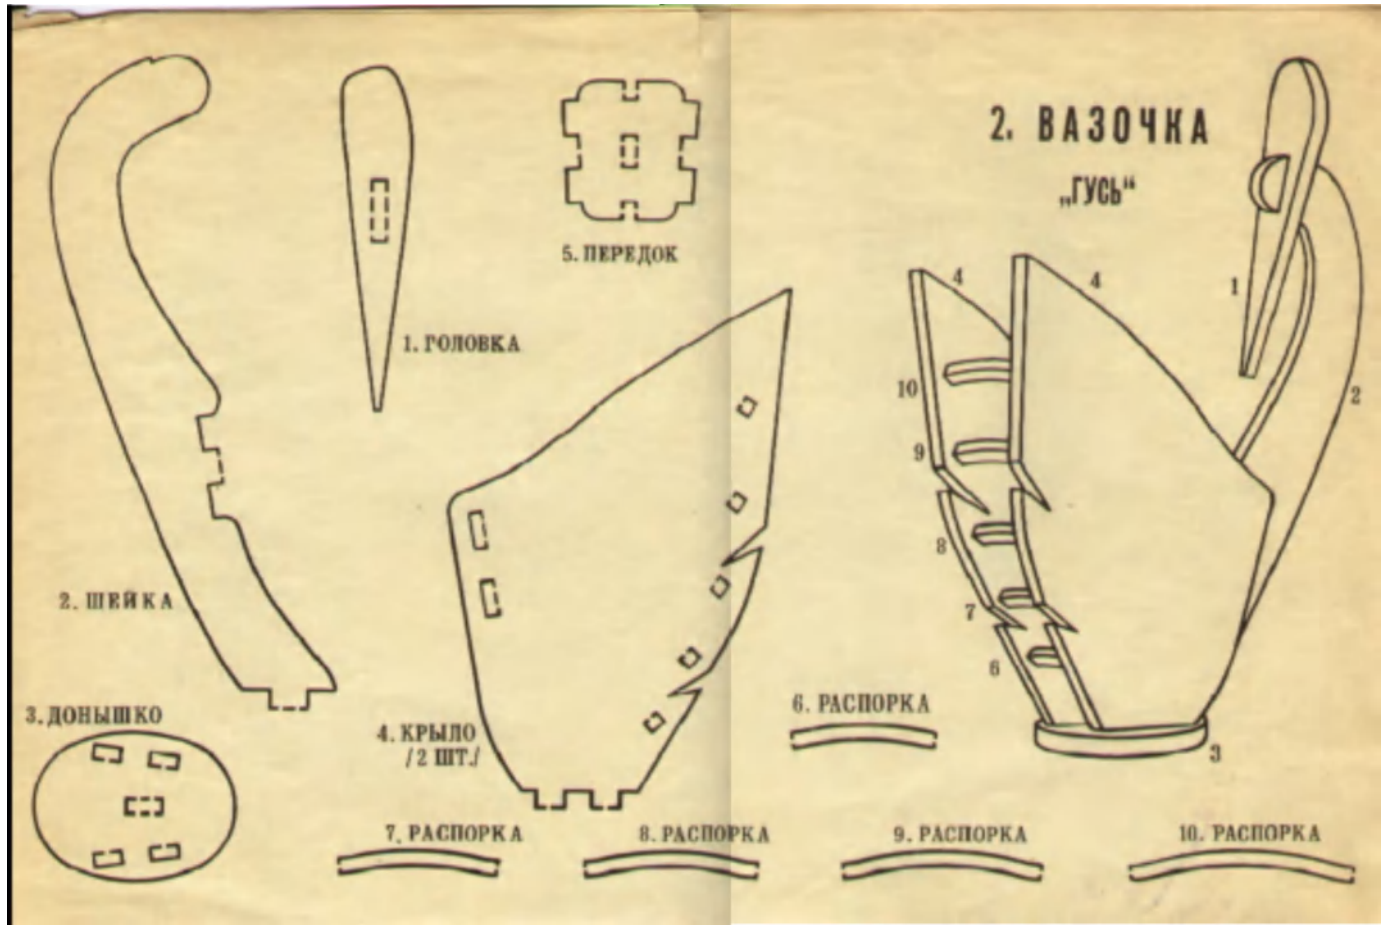 2. ВАЗОЧКА
„ГУСЬ“
5. ПЕРЕДОК
1. ГОЛОВКА
2. ШЕЙКА
3. ДОНЫШКО
4. КРЫЛО
/2 ШТ./
6. РАСПОРКА
7. РАСПОРКА
8. РАСПОРКА
9. РАСПОРКА
10. РАСПОРКА
4
4
1
2
10
9
8
7
6
3